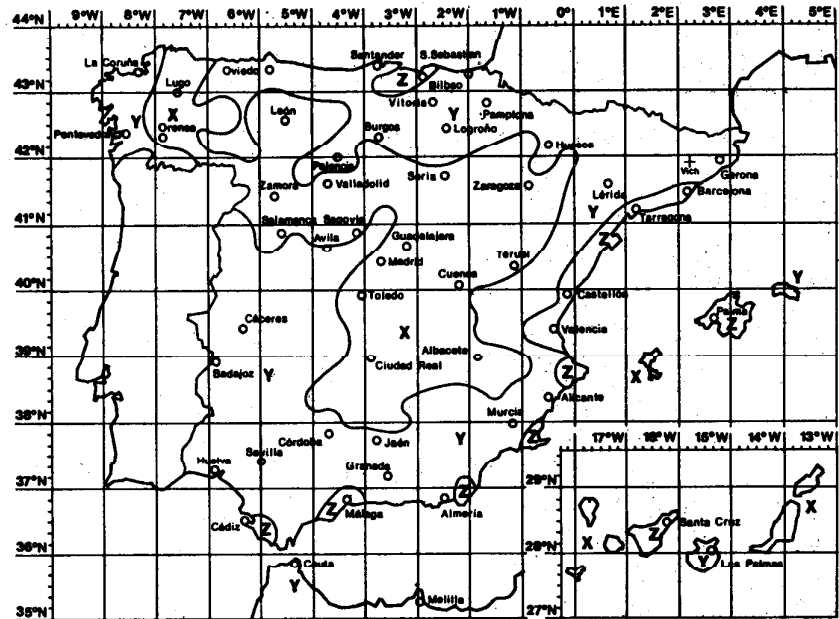 9°W 8°W 7°W 6°W 5°W 4°W 3°W 2°W 1°W 0° 1°E 2°E 3°E 4°E
44°N
Santander S.Sebastián
La Coruña Oviedo
43°N
Z
Bilbao
Lugo
Vitoria
Y X León Y Pamplona
Pontevedra Orense Burgos Logroño
Huesca
42°N
Palencia
Vich
Gerona
Zamora Valladolid Soria Zaragoza Lérida Barcelona
Y Tarragona
41°N
Salamanca Segovia
Y Avila Guadalajara Z
Madrid Teruel
Cuenca
40°N
Toledo Castellón
Y
Palma
Z
Cáceres Valencia
X
39°N
Albacete
Badajoz Y Ciudad Real Z X
Alicante
38°N
Murcia
Córdoba Jaén Y Z
Sevilla
17°W 16°W 15°W 14°W 13°W
Huelva Granada
37°N
29°N
Z
Z Málaga Almería
Cádiz Z
X
Santa Cruz
Z
X
36°N
28°N
Ceuta
Y Las Palmas
Y
Melilla
35°N
27°N